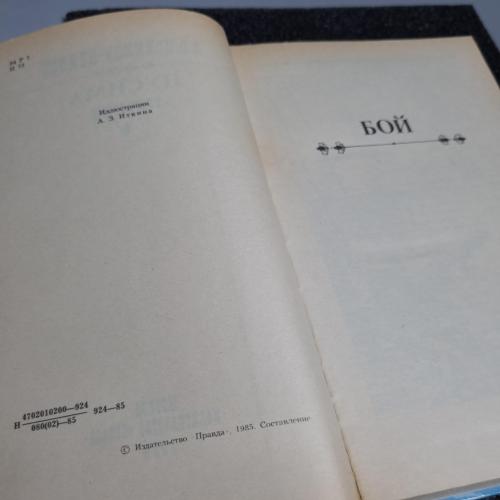 Иллюстрации
А. З. Иткина
4702010200—924
Н ———— 924—85
080(02)—85
© Издательство «Правда», 1985. Составление
БОЙ